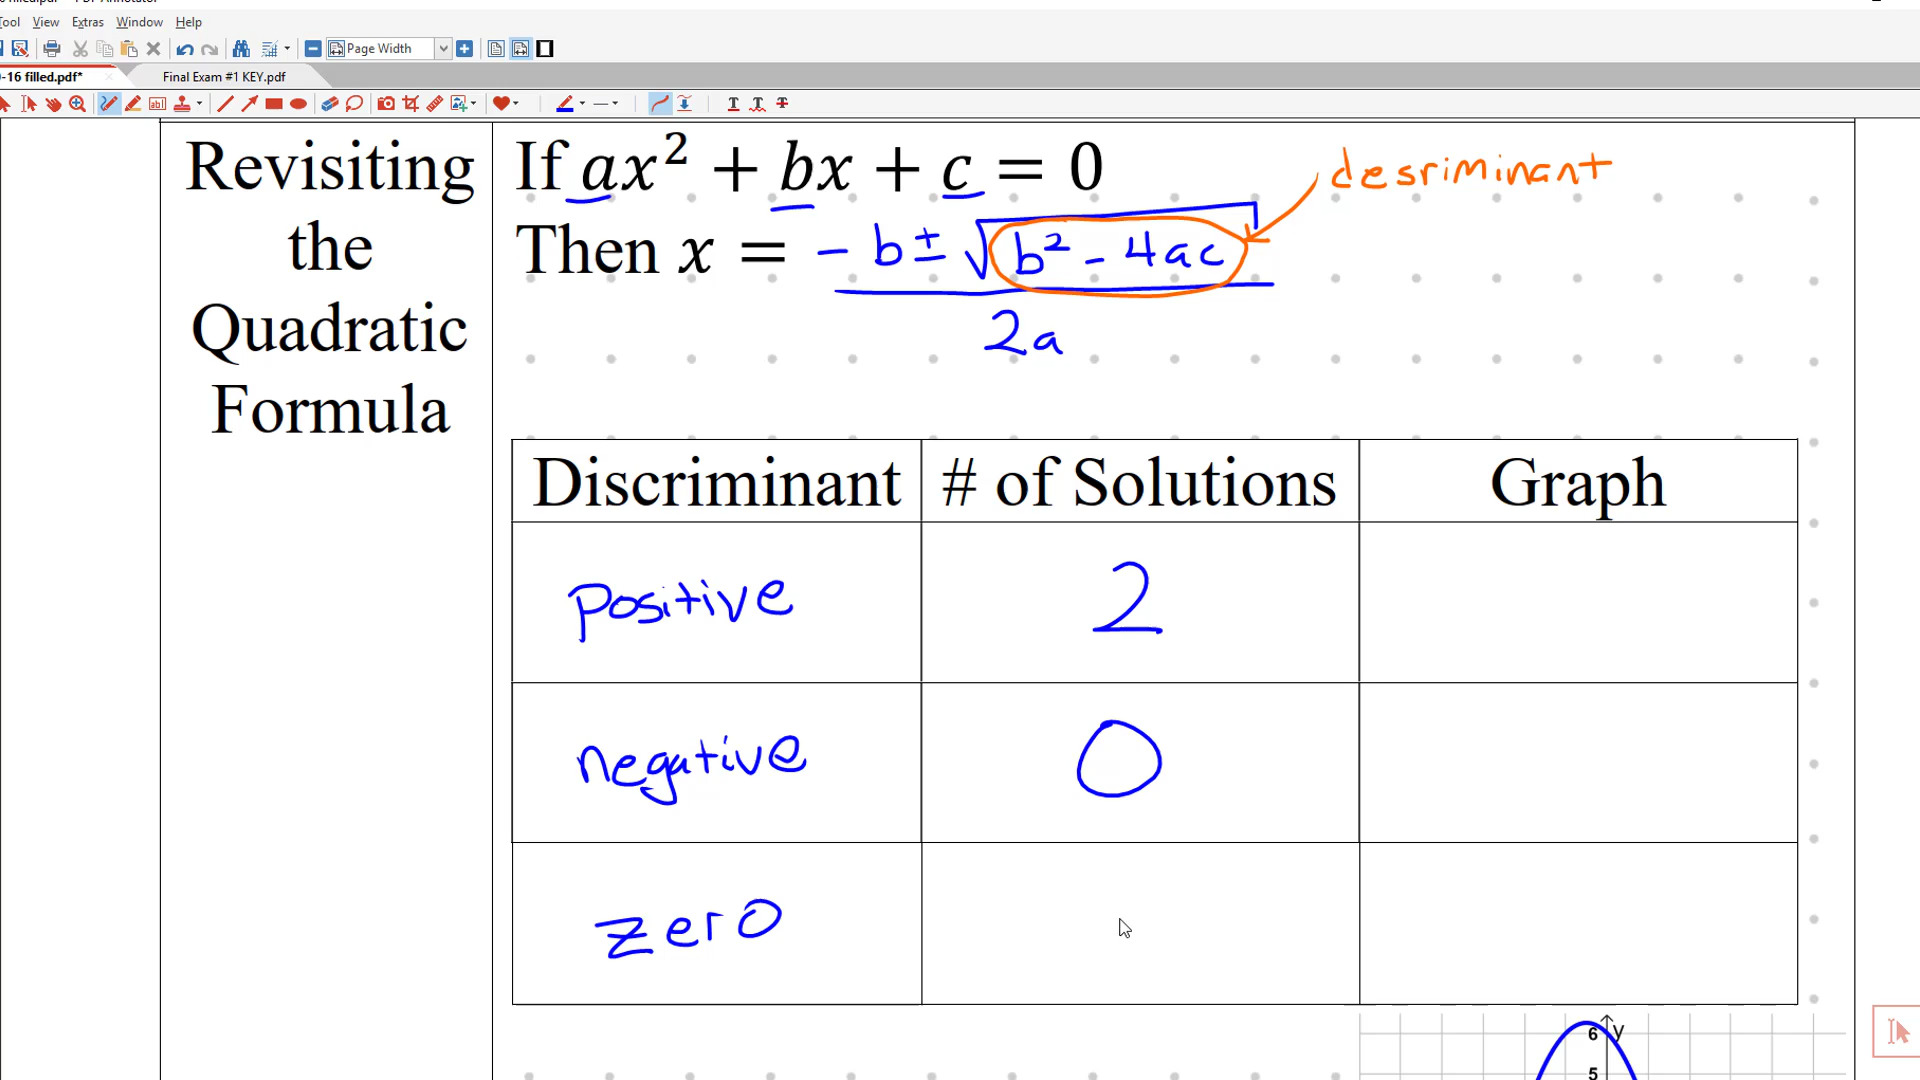 Tool View Extras Window Help
Page Width
-16 filled.pdf* Final Exam #1 KEY.pdf
Revisiting
the
Quadratic
Formula
If ax² + bx + c = 0
desriminant
Then x = -b ± √b² - 4ac
2a
Discriminant # of Solutions Graph
positive 2
negative 0
zero
6 y
5